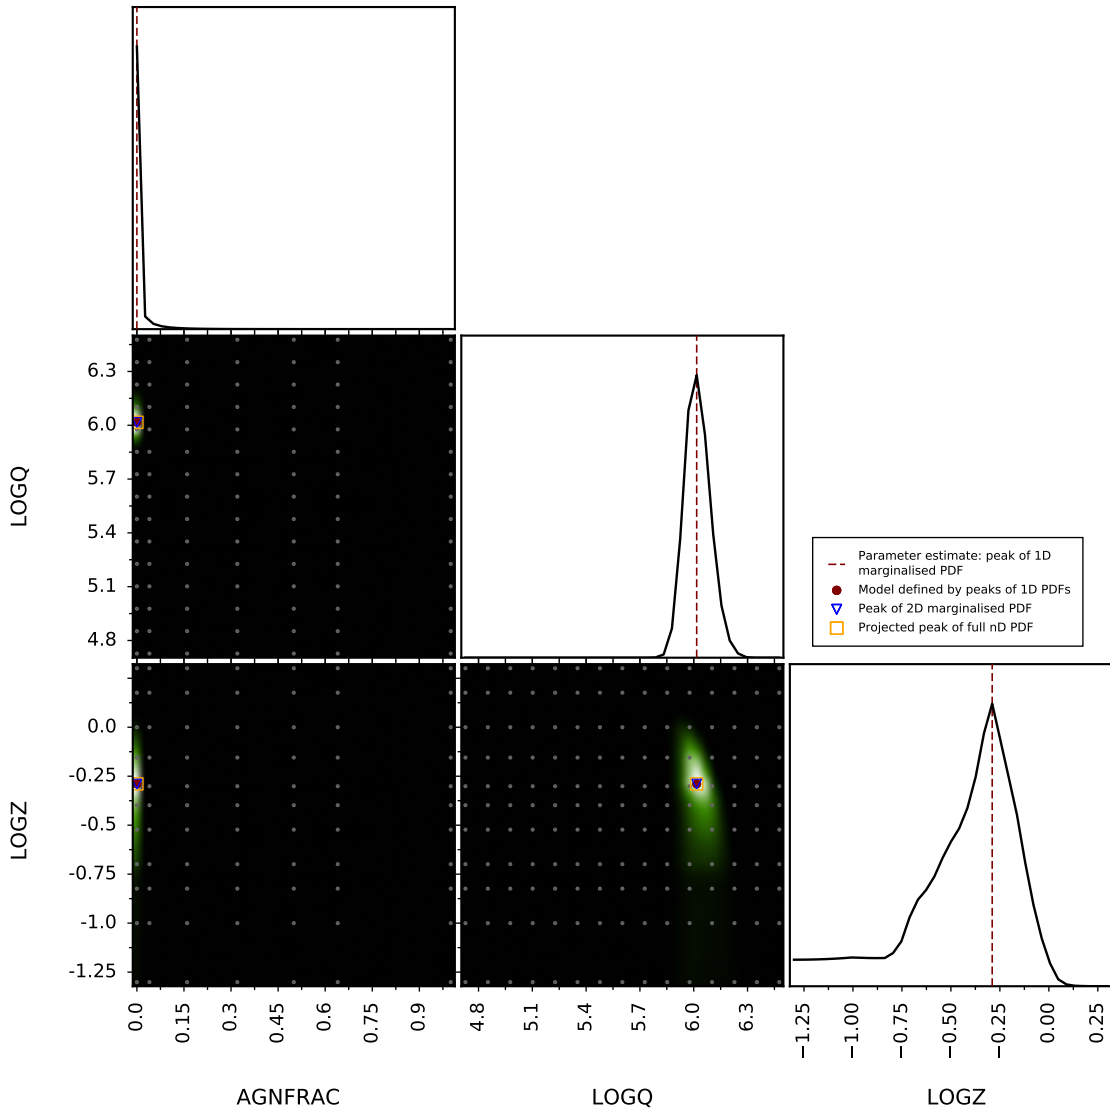 LOGQ
6.3
6.0
5.7
5.4
5.1
4.8
Parameter estimate: peak of 1D
marginalised PDF
Model defined by peaks of 1D PDFs
Peak of 2D marginalised PDF
Projected peak of full nD PDF
LOGZ
0.0
-0.25
-0.5
-0.75
-1.0
-1.25
0.0 0.15 0.3 0.45 0.6 0.75 0.9
4.8 5.1 5.4 5.7 6.0 6.3
−1.25 −1.00 −0.75 −0.50 −0.25 0.00 0.25
AGNFRAC LOGQ LOGZ